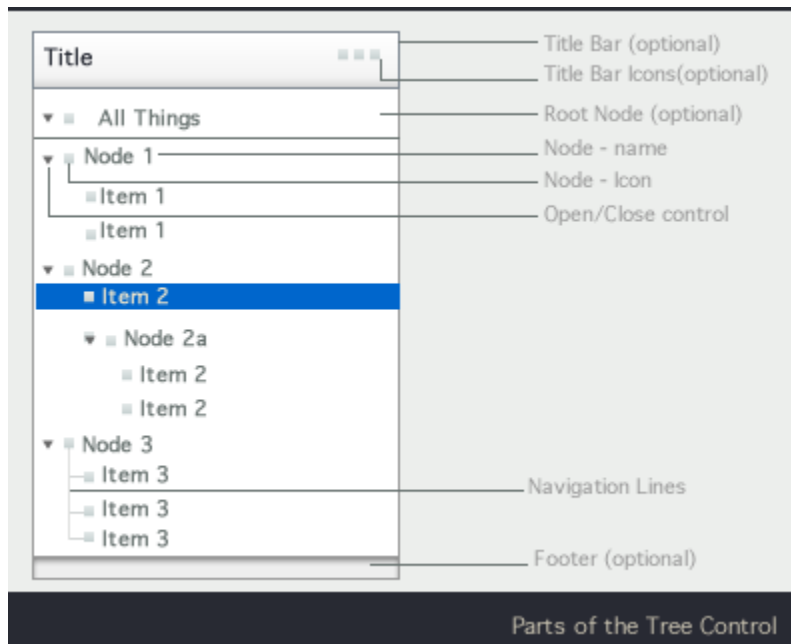 Title
Title Bar (optional)
Title Bar Icons(optional)
All Things
Root Node (optional)
Node 1
Node - name
Node - Icon
Item 1
Open/Close control
Item 1
Node 2
Item 2
Node 2a
Item 2
Item 2
Node 3
Item 3
Navigation Lines
Item 3
Item 3
Footer (optional)
Parts of the Tree Control